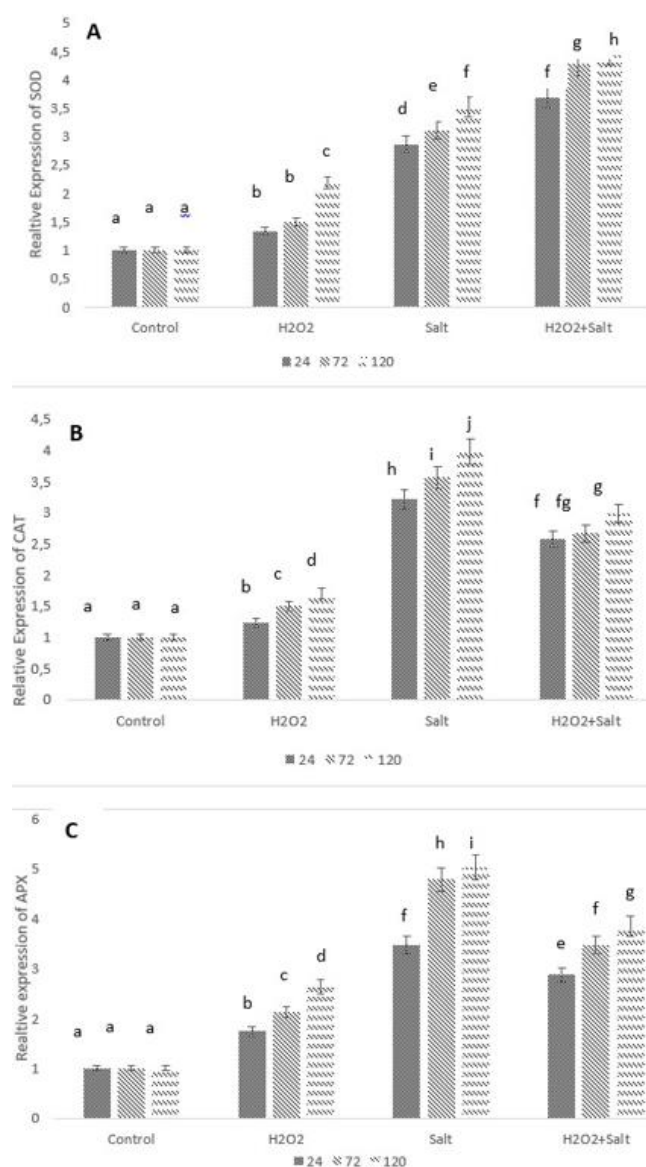 A
5
4,5
4
3,5
3
2,5
2
1,5
1
0,5
0
Realtive Expression of SOD
a a a
b b c
d e f
f g h
Control H2O2 Salt H2O2+Salt
24 72 120
B
4,5
4
3,5
3
2,5
2
1,5
1
0,5
0
Relative Expression of CAT
a a a
b c d
h i j
f fg g
Control H2O2 Salt H2O2+Salt
24 72 120
C
6
5
4
3
2
1
0
Realtive expression of APX
a a a
b c d
f h i
e f g
Control H2O2 Salt H2O2+Salt
24 72 120